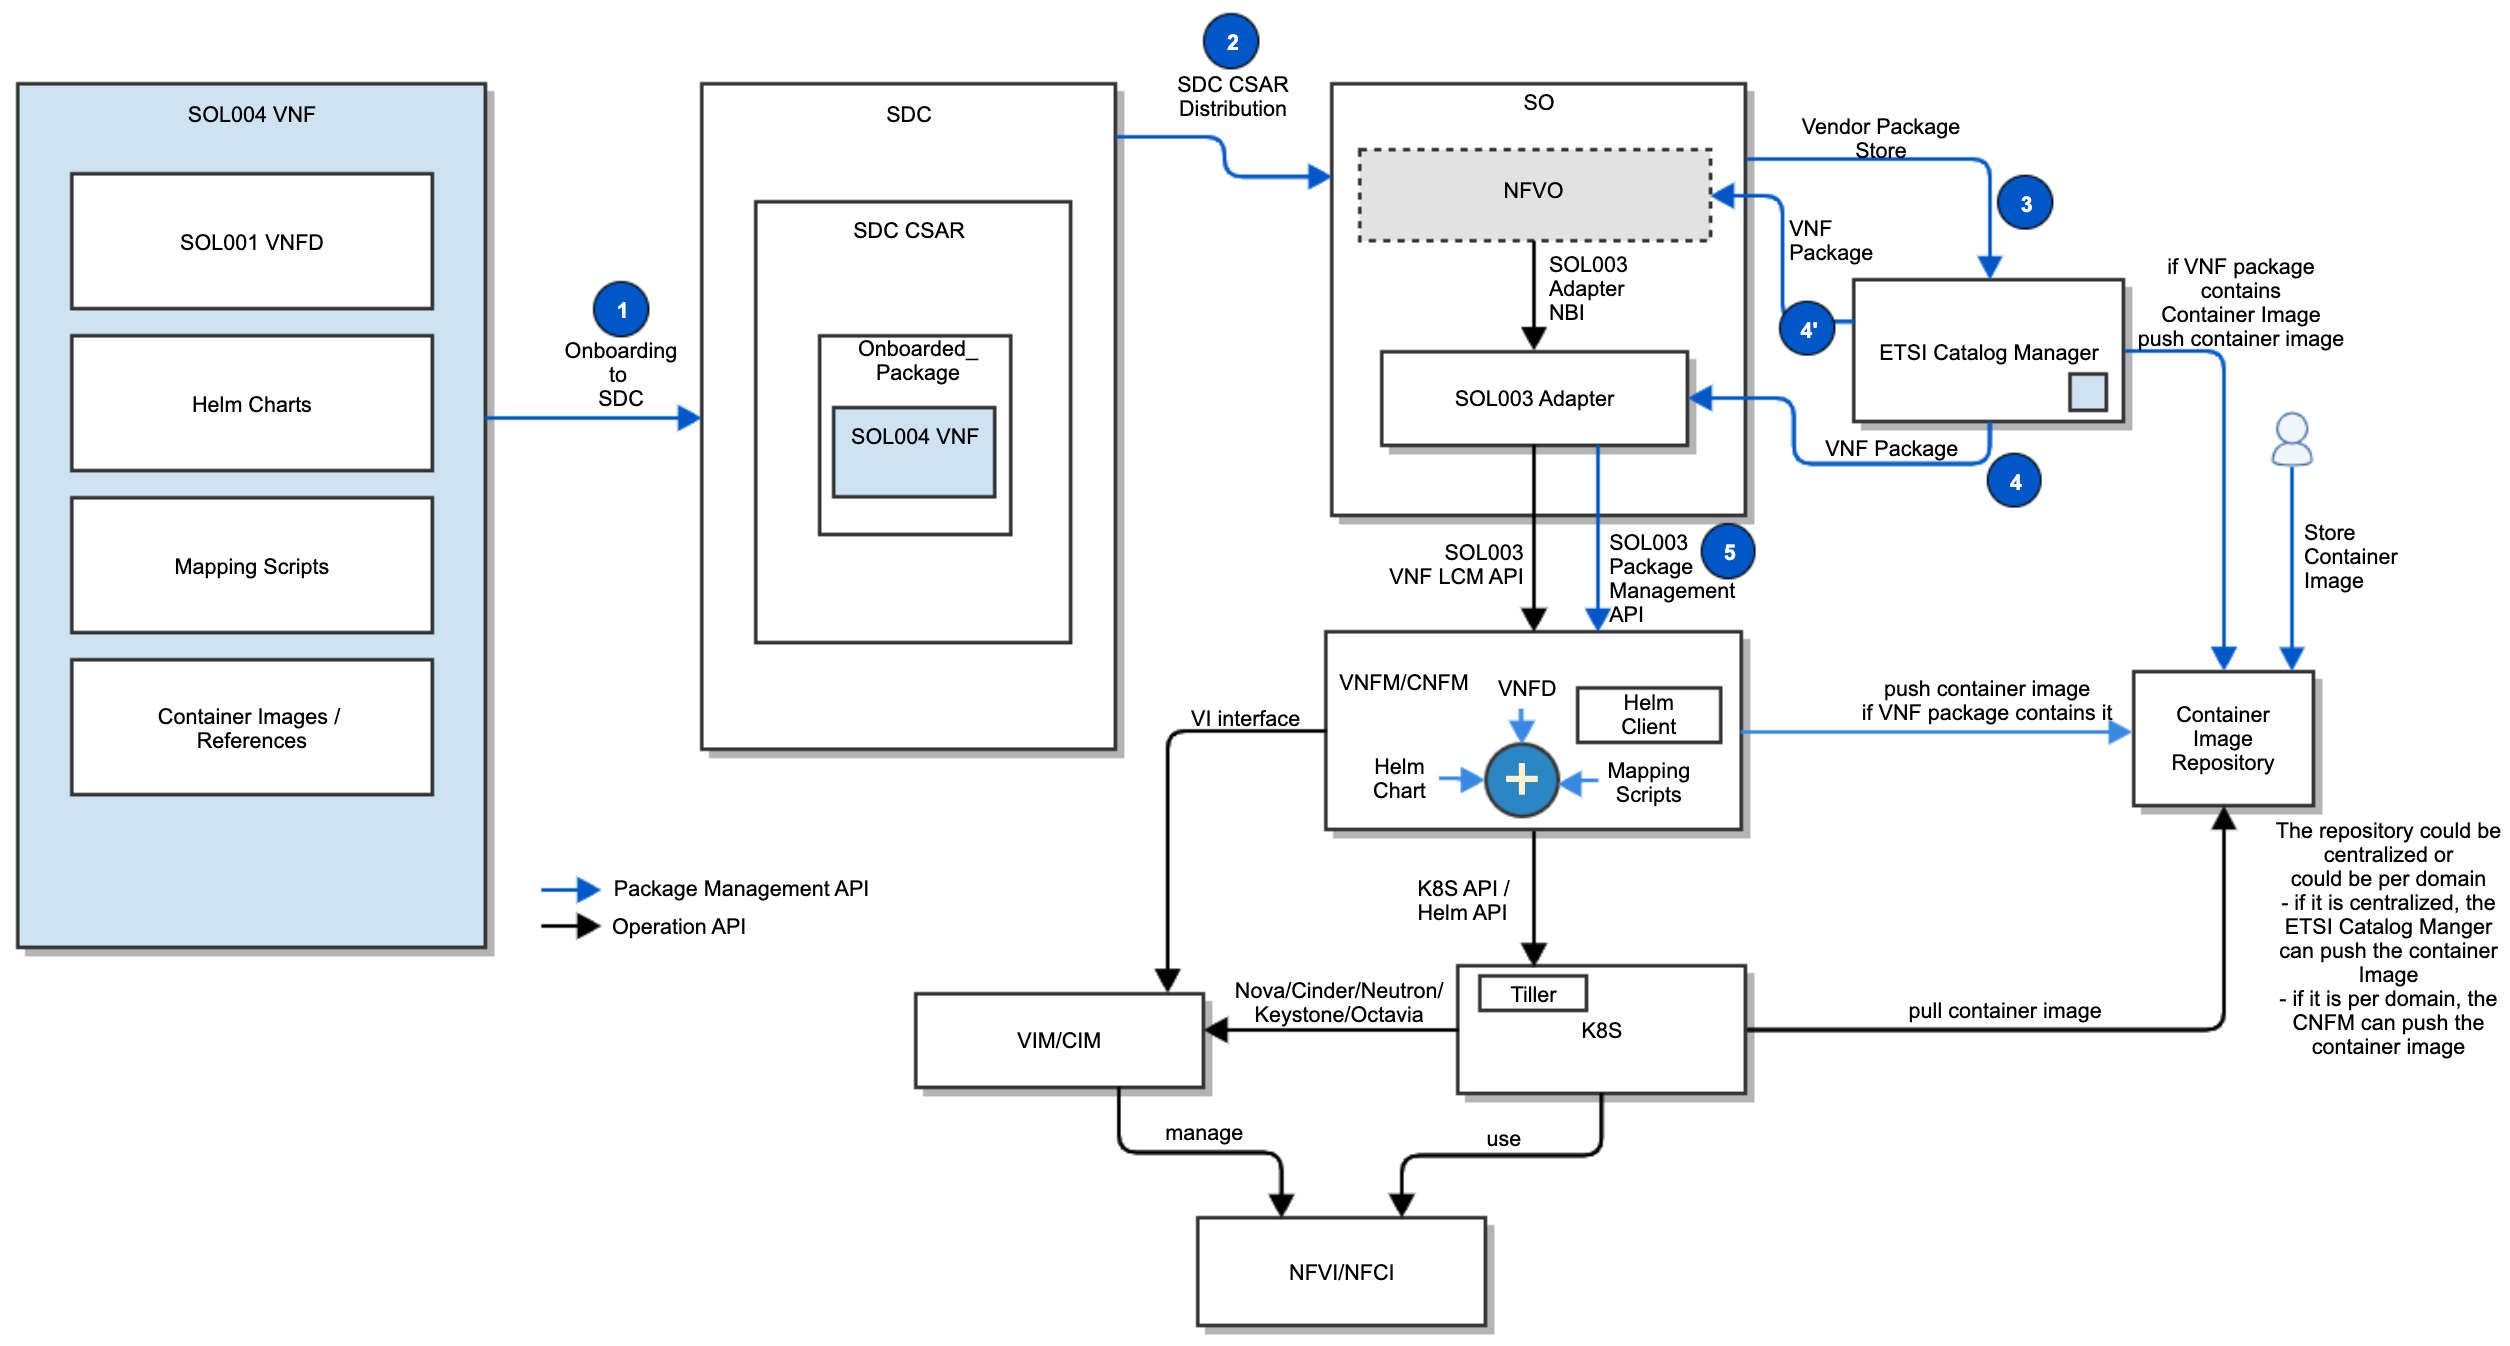 SOL004 VNF
SOL001 VNFD
Helm Charts
Mapping Scripts
Container Images /
References
1
Onboarding
to
SDC
SDC
SDC CSAR
Onboarded_
Package
SOL004 VNF
2
SDC CSAR
Distribution
SO
NFVO
SOL003
Adapter
NBI
SOL003 Adapter
Vendor Package
Store
3
VNF
Package
4'
ETSI Catalog Manager
VNF Package
4
if VNF package
contains
Container Image
push container image
Store
Container
Image
SOL003
VNF LCM API
SOL003
Package
Management
API
5
VNFM/CNFM
VNFD
Helm
Client
Helm
Chart
Mapping
Scripts
push container image
if VNF package contains it
Container
Image
Repository
The repository could be
centralized or
could be per domain
- if it is centralized, the
ETSI Catalog Manger
can push the container
Image
- if it is per domain, the
CNFM can push the
container image
VI interface
Package Management API
Operation API
K8S API /
Helm API
Tiller
K8S
Nova/Cinder/Neutron/
Keystone/Octavia
VIM/CIM
pull container image
manage
use
NFVI/NFCI